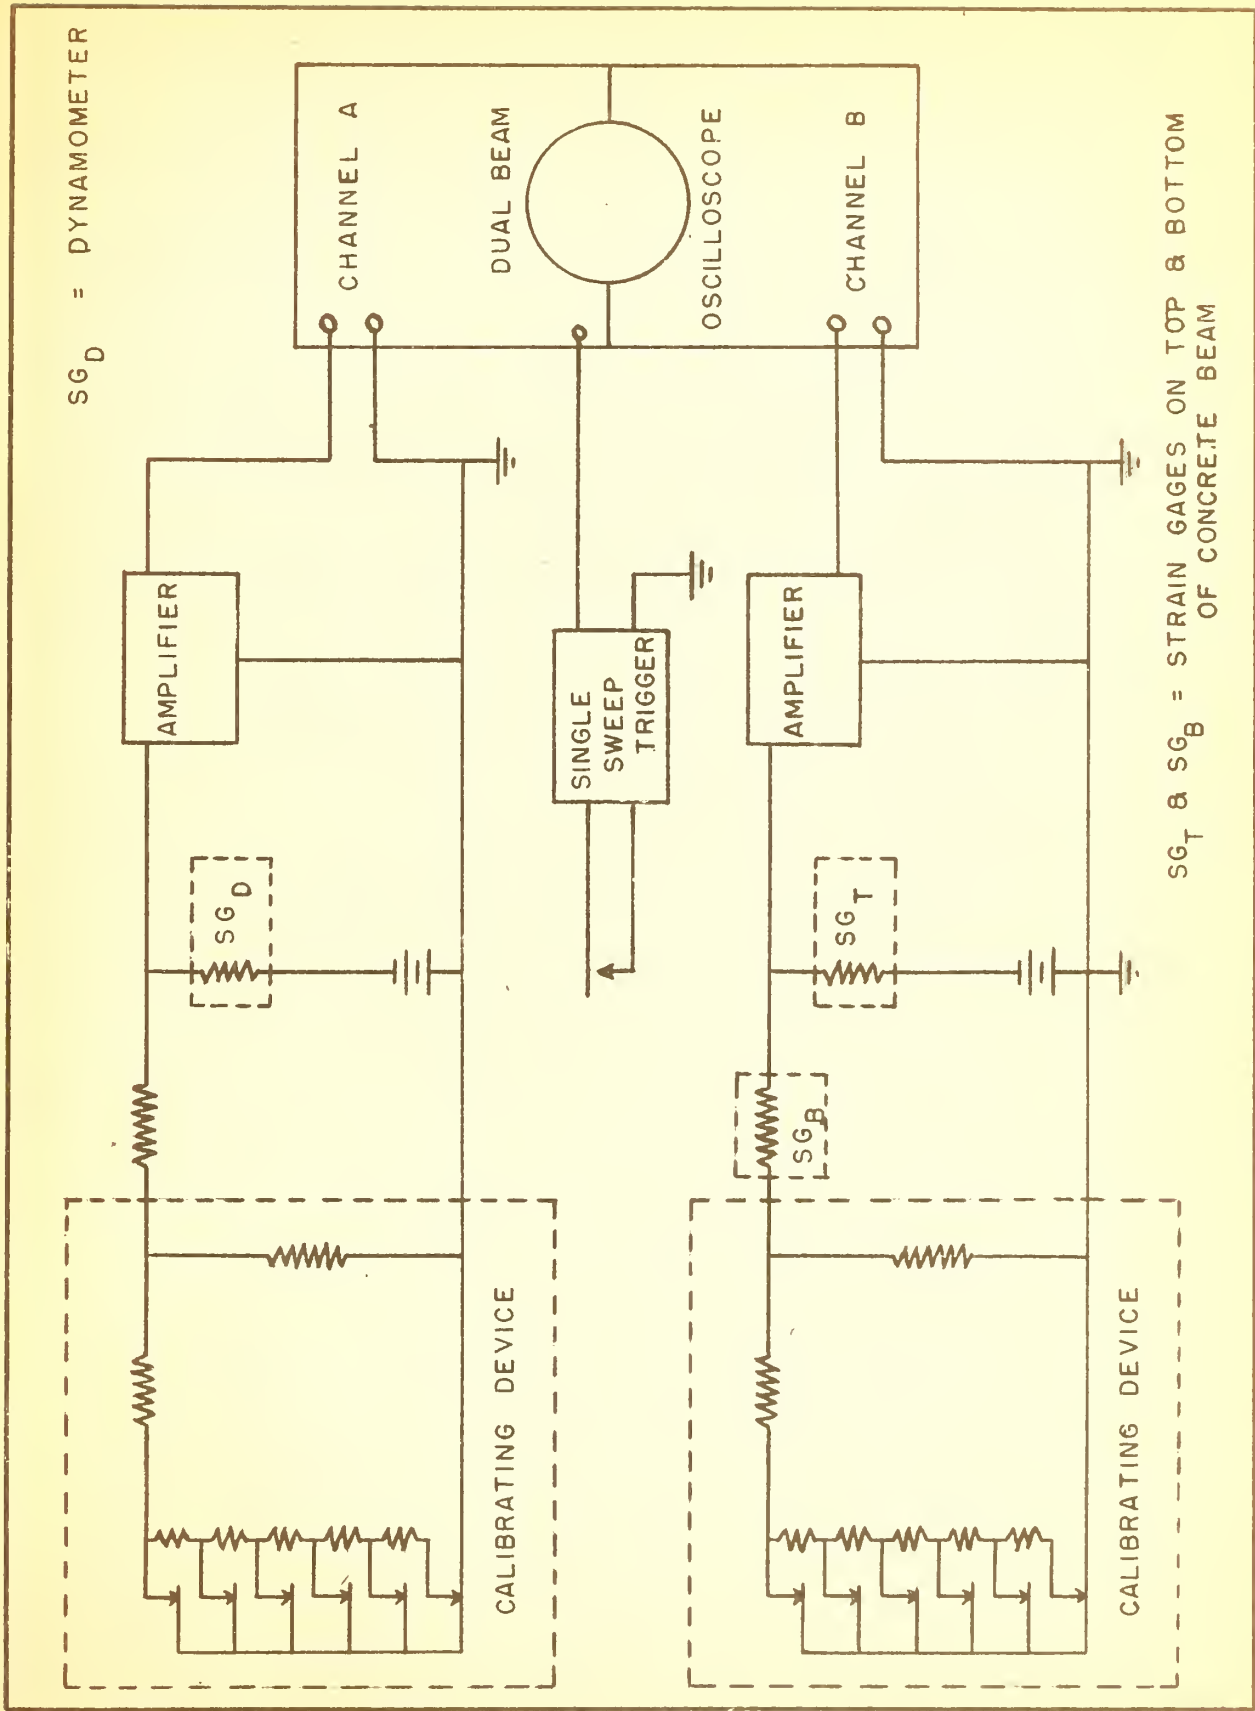 SG_D = DYNAMOMETER
CHANNEL A
DUAL BEAM
OSCILLOSCOPE
CHANNEL B
AMPLIFIER
SG_D
CALIBRATING DEVICE
SINGLE
SWEEP
TRIGGER
AMPLIFIER
SG_T
SG_B
CALIBRATING DEVICE
SG_T & SG_B = STRAIN GAGES ON TOP & BOTTOM
OF CONCRETE BEAM